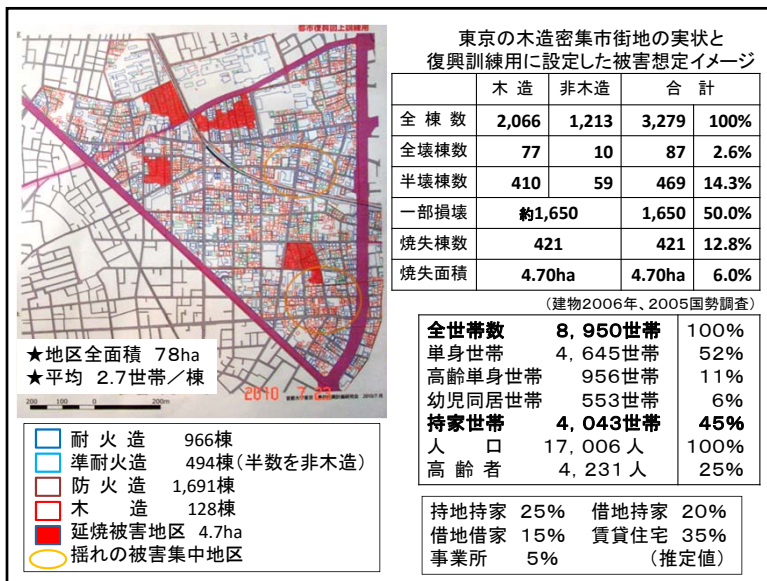 都市復興図上訓練用
東京の木造密集市街地の実状と
復興訓練用に設定した被害想定イメージ
木 造 非木造 合 計
全 棟 数 2,066 1,213 3,279 100%
全壊棟数 77 10 87 2.6%
半壊棟数 410 59 469 14.3%
一部損壊 約1,650 1,650 50.0%
焼失棟数 421 421 12.8%
焼失面積 4.70ha 4.70ha 6.0%
(建物2006年、2005国勢調査)
全世帯数 8,950世帯 100%
単身世帯 4,645世帯 52%
高齢単身世帯 956世帯 11%
幼児同居世帯 553世帯 6%
持家世帯 4,043世帯 45%
人 口 17,006人 100%
高 齢 者 4,231人 25%
持地持家 25% 借地持家 20%
借地借家 15% 賃貸住宅 35%
事業所 5% (推定値)
★地区全面積 78ha
★平均 2.7世帯/棟
2010 7.23
200 100 0 200m
耐 火 造 966棟
準耐火造 494棟(半数を非木造)
防 火 造 1,691棟
木 造 128棟
延焼被害地区 4.7ha
揺れの被害集中地区